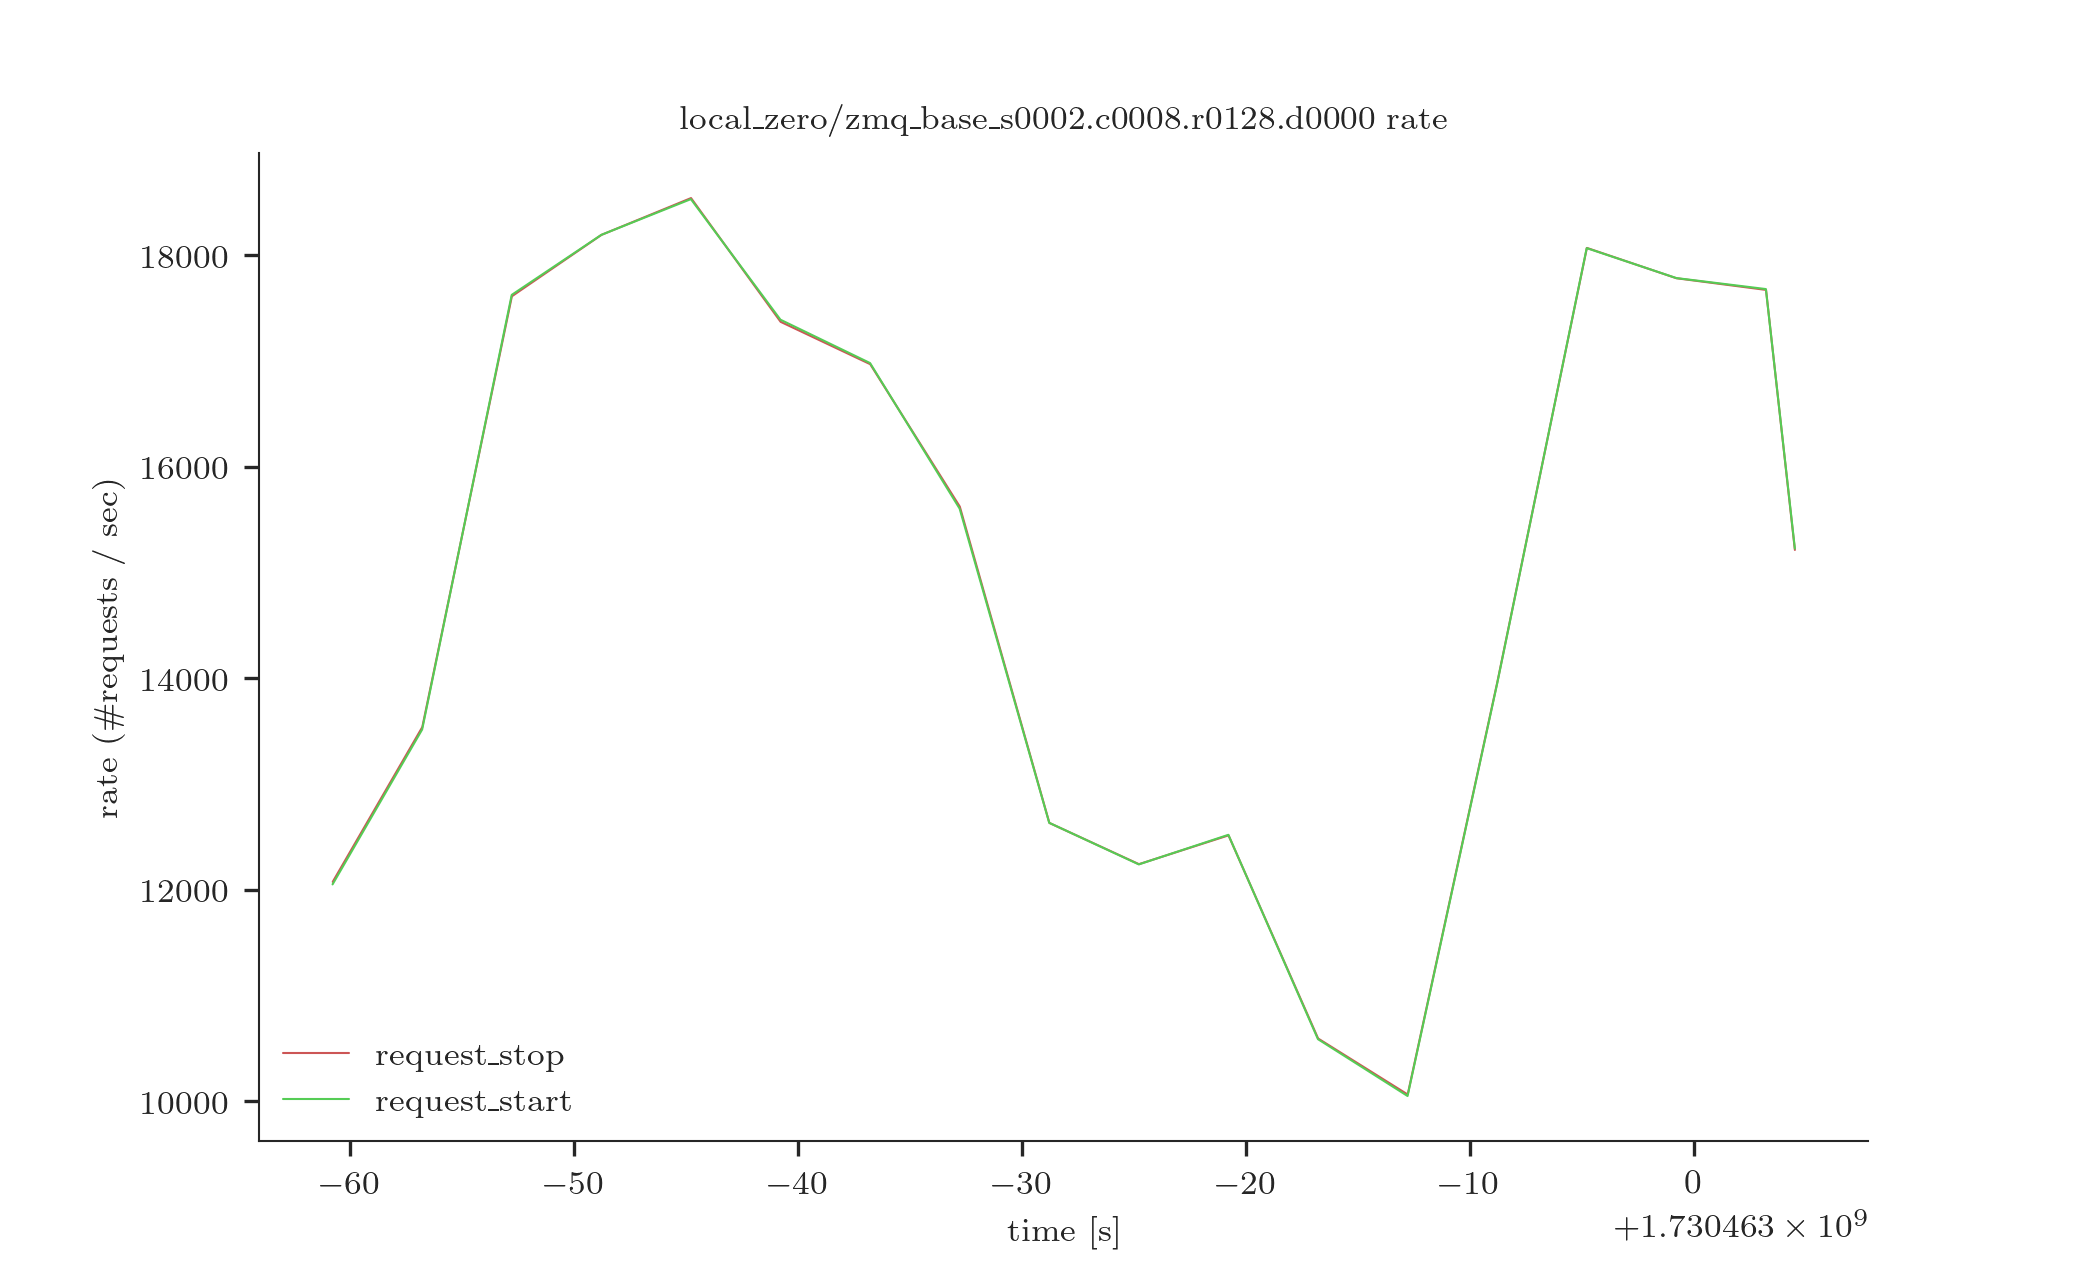 local_zero/zmq_base_s0002.c0008.r0128.d0000 rate
rate (#requests / sec)
18000
16000
14000
12000
10000
request_stop
request_start
−60 −50 −40 −30 −20 −10 0
time [s]
+1.730463 × 10⁹